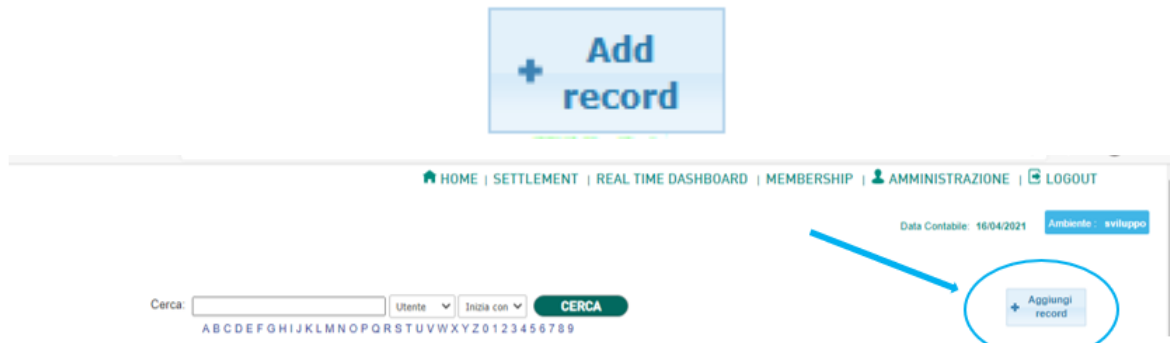 Add
record
HOME | SETTLEMENT | REAL TIME DASHBOARD | MEMBERSHIP | AMMINISTRAZIONE | LOGOUT
Data Contabile: 16/04/2021 Ambiente : sviluppo
Cerca: Utente Inizia con CERCA
Aggiungi
record
A B C D E F G H I J K L M N O P Q R S T U V W X Y Z 0 1 2 3 4 5 6 7 8 9